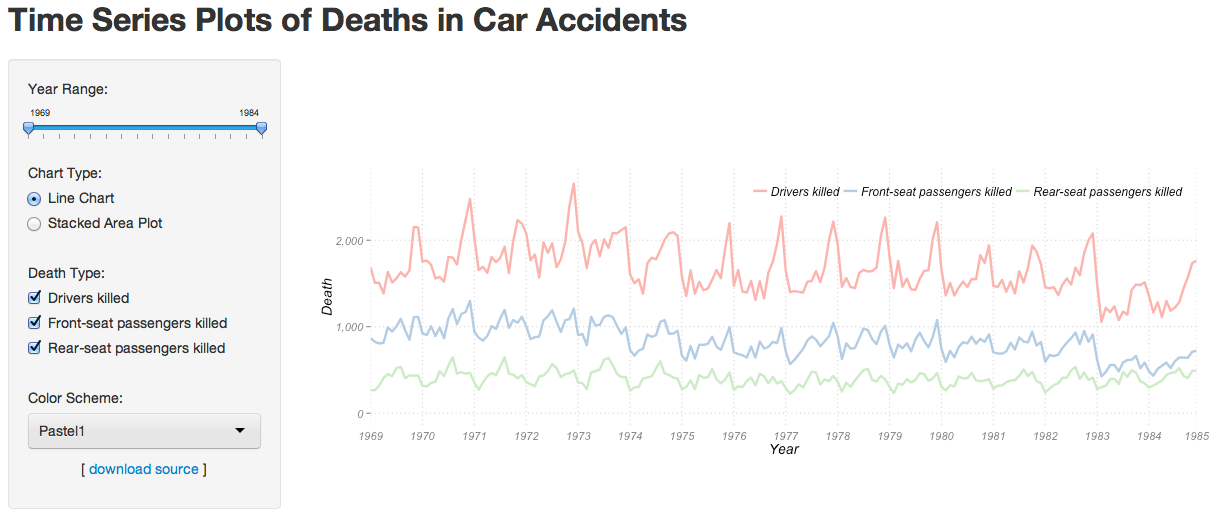 Time Series Plots of Deaths in Car Accidents
Year Range:
1969 1984
Chart Type:
Line Chart
Stacked Area Plot
Death Type:
Drivers killed
Front-seat passengers killed
Rear-seat passengers killed
Color Scheme:
Pastel1
[ download source ]
Drivers killed Front-seat passengers killed Rear-seat passengers killed
2,000
Death
1,000
0
1969 1970 1971 1972 1973 1974 1975 1976 1977 1978 1979 1980 1981 1982 1983 1984 1985
Year